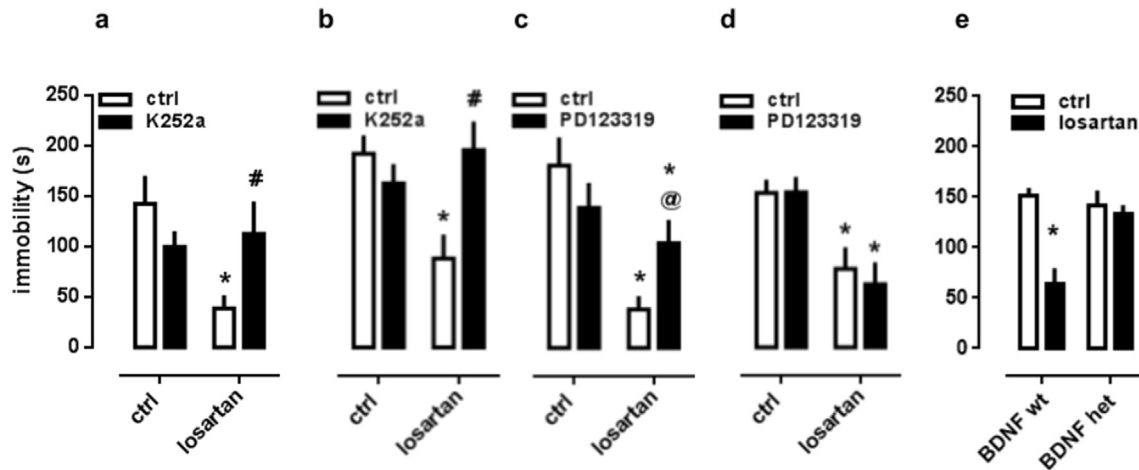 a
b
c
d
e
250
200
150
100
50
0
immobility (s)
ctrl
K252a
*
#
ctrl
losartan
ctrl
K252a
*
#
ctrl
losartan
ctrl
PD123319
*
*
@
ctrl
losartan
ctrl
PD123319
*
*
ctrl
losartan
250
200
150
100
50
0
ctrl
losartan
*
BDNF wt
BDNF het